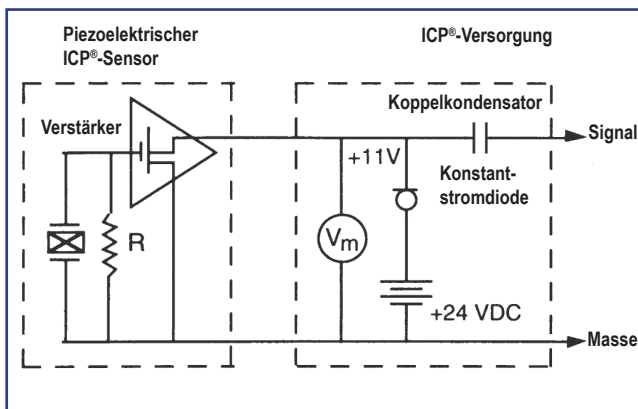 Piezoelektrischer
ICP®-Sensor
ICP®-Versorgung
Koppelkondensator
Verstärker
Signal
+11V
Konstant-
stromdiode
R
Vm
+24 VDC
Masse